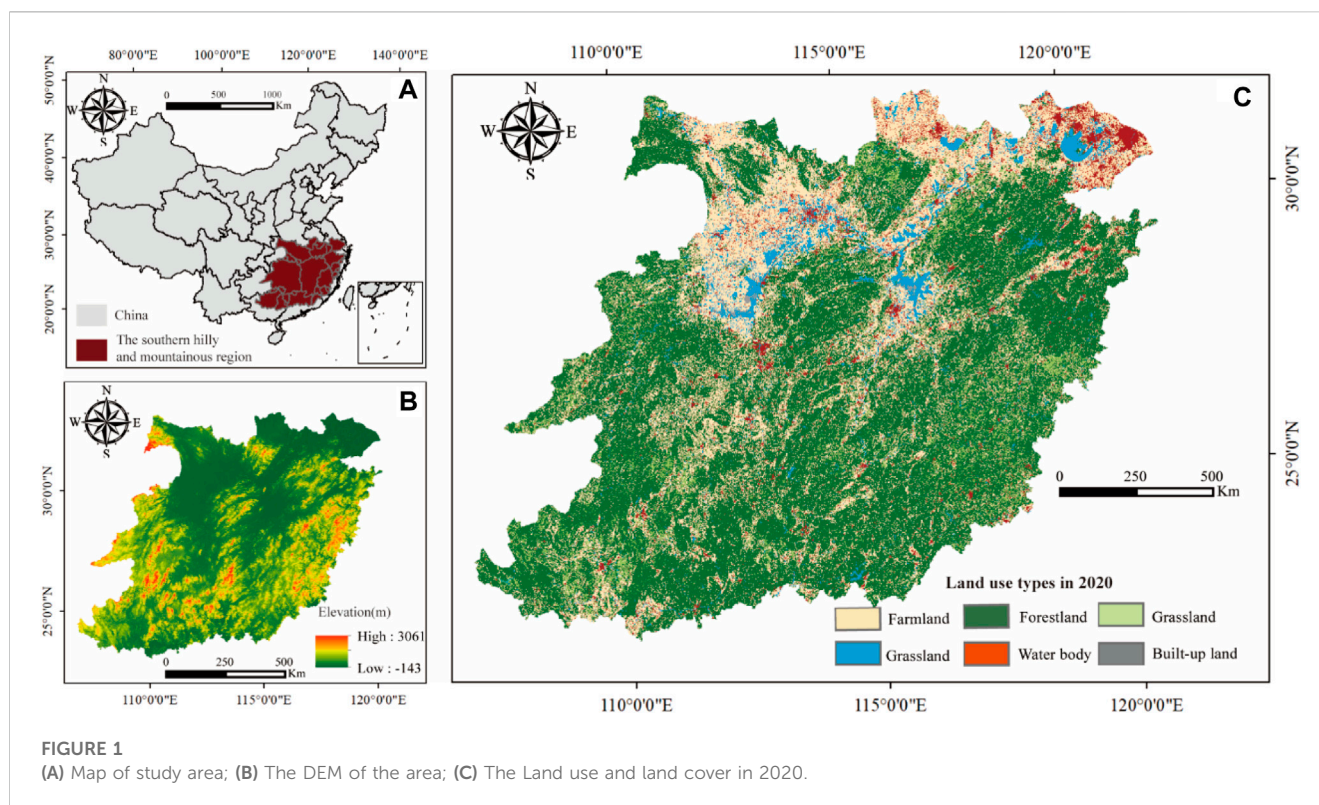 80°0'0"E 100°0'0"E 120°0'0"E 140°0'0"E
A
N
W E
S
0 500 1000
Km
50°0'0"N
40°0'0"N
30°0'0"N
20°0'0"N
China
The southern hilly
and mountainous region
B
N
W E
S
30°0'0"N
25°0'0"N
Elevation(m)
High : 3061
Low : -143
0 250 500
Km
110°0'0"E 115°0'0"E 120°0'0"E
110°0'0"E 115°0'0"E 120°0'0"E
C
N
W E
S
30°0'0"N
25°0'0"N
0 250 500
Km
Land use types in 2020
Farmland Forestland Grassland
Grassland Water body Built-up land
110°0'0"E 115°0'0"E 120°0'0"E
FIGURE 1
(A) Map of study area; (B) The DEM of the area; (C) The Land use and land cover in 2020.